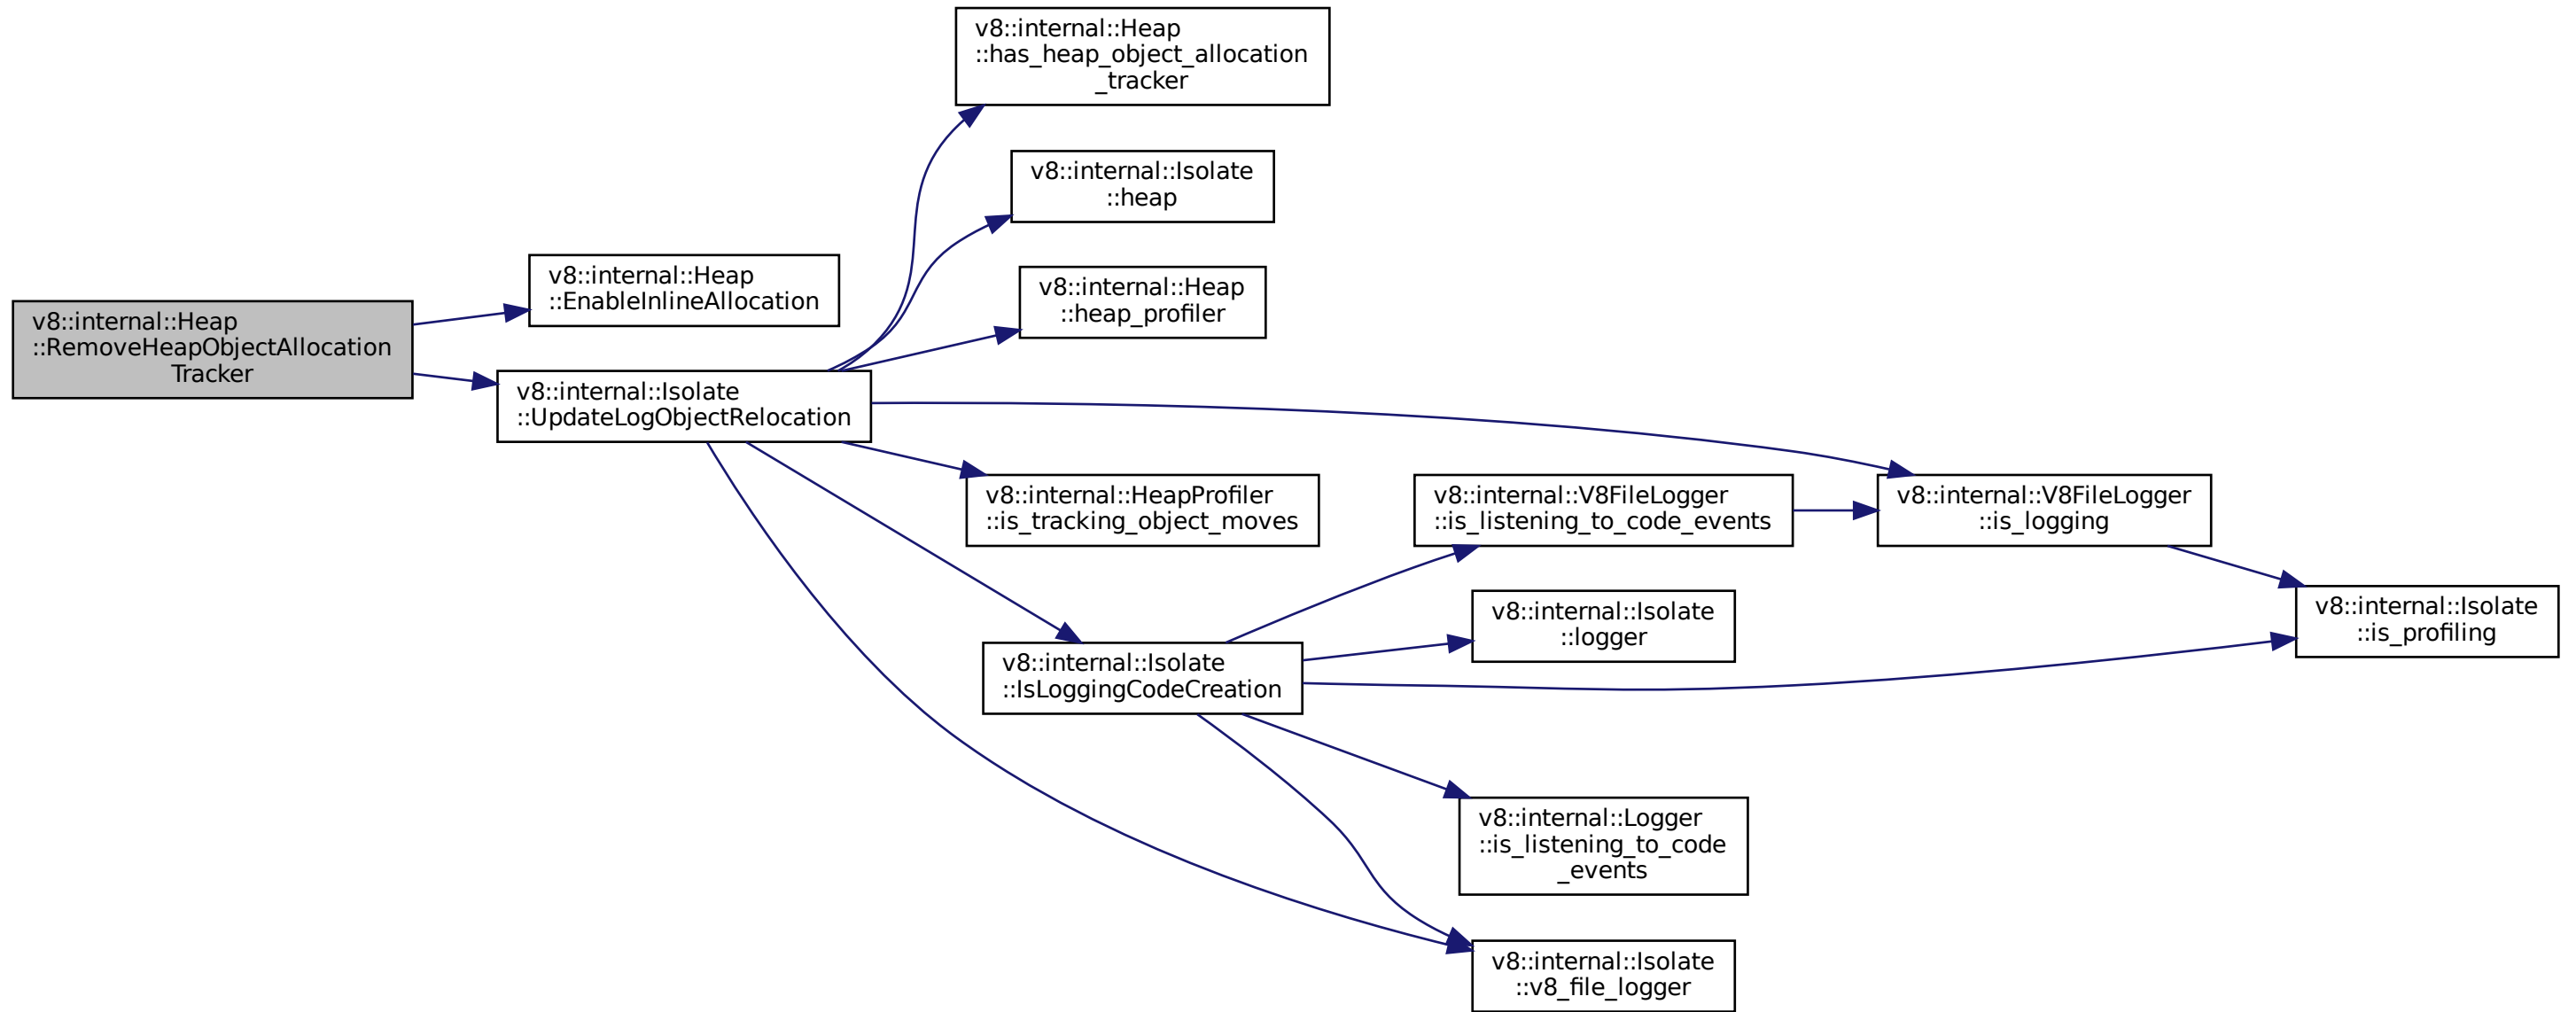 v8::internal::Heap
::has_heap_object_allocation
_tracker
v8::internal::Isolate
::heap
v8::internal::Heap
::EnableInlineAllocation
v8::internal::Heap
::heap_profiler
v8::internal::Heap
::RemoveHeapObjectAllocation
Tracker
v8::internal::Isolate
::UpdateLogObjectRelocation
v8::internal::HeapProfiler
::is_tracking_object_moves
v8::internal::V8FileLogger
::is_listening_to_code_events
v8::internal::V8FileLogger
::is_logging
v8::internal::Isolate
::logger
v8::internal::Isolate
::is_profiling
v8::internal::Isolate
::IsLoggingCodeCreation
v8::internal::Logger
::is_listening_to_code
_events
v8::internal::Isolate
::v8_file_logger